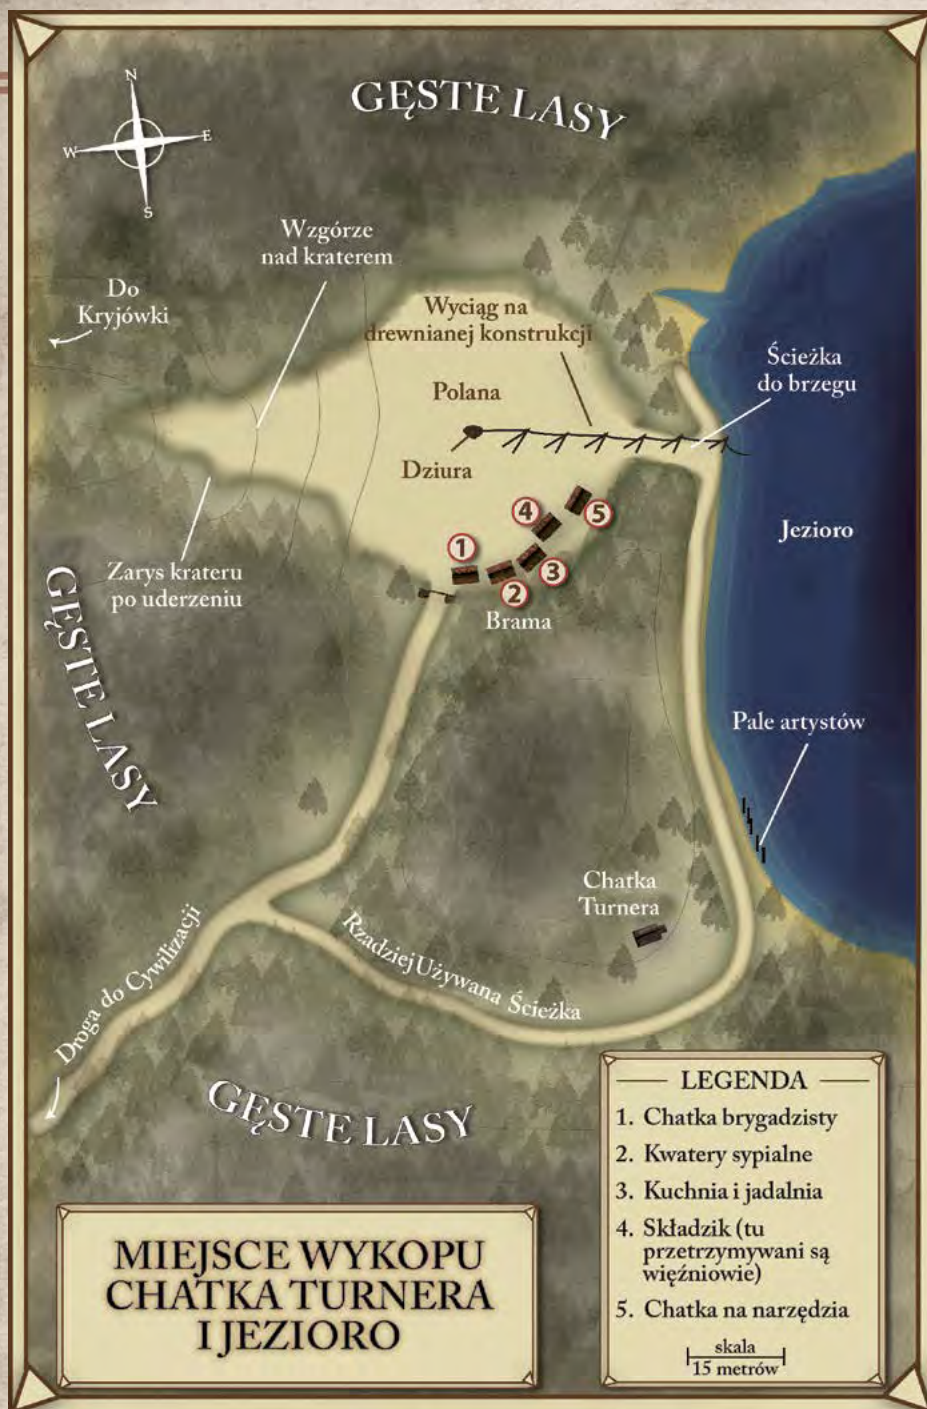 GĘSTE LASY
N
W
E
S
Wzgórze
nad kraterem
Do
Kryjówki
Wyciąg na
drewnianej konstrukcji
Ścieżka
do brzegu
Polana
Dziura
Jezioro
4
5
1
3
2
Zarys krateru
po uderzeniu
Brama
GĘSTE LASY
Pale artystów
Chatka
Turnera
Rzadziej Używana Ścieżka
Droga do Cywilizacji
GĘSTE LASY
LEGENDA
1. Chatka brygadzisty
2. Kwatery sypialne
3. Kuchnia i jadalnia
4. Składzik (tu
przetrzymywani są
więźniowie)
5. Chatka na narzędzia
skala
15 metrów
MIEJSCE WYKOPU
CHATKA TURNERA
I JEZIORO